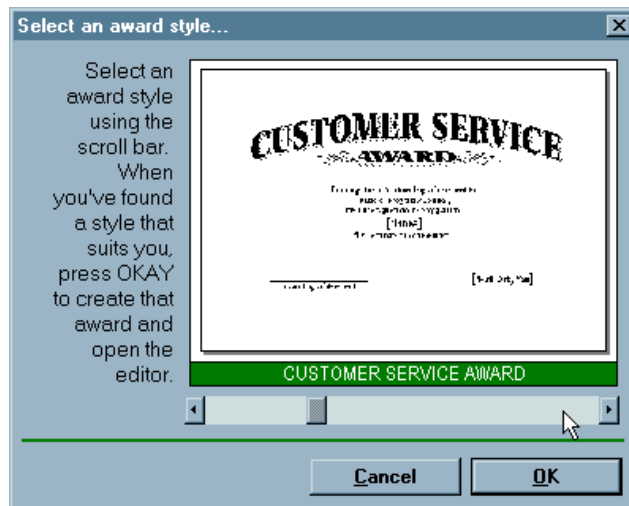 Select an award style...
Select an
award style
using the
scroll bar.
When
you've found
a style that
suits you,
press OKAY
to create that
award and
open the
editor.
CUSTOMER SERVICE
AWARD
[Name]
CUSTOMER SERVICE AWARD
Cancel
OK